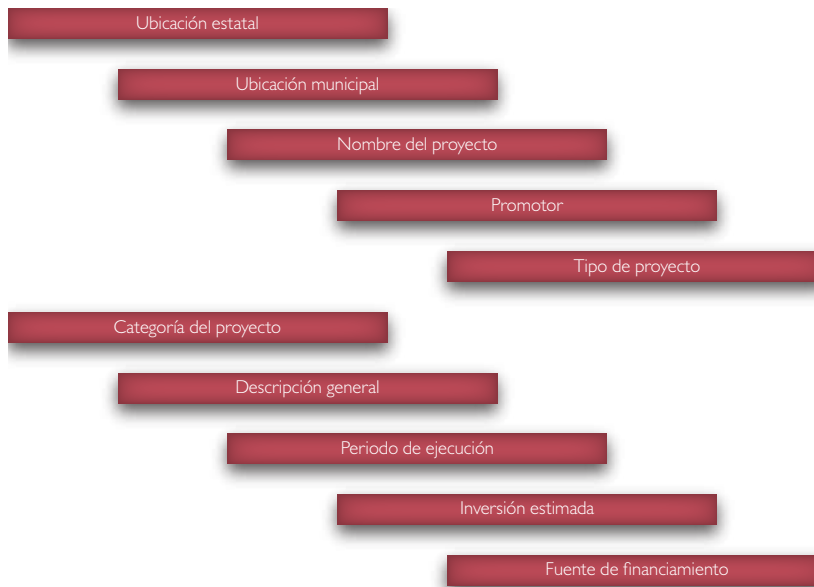 Ubicación estatal
Ubicación municipal
Nombre del proyecto
Promotor
Tipo de proyecto
Categoría del proyecto
Descripción general
Periodo de ejecución
Inversión estimada
Fuente de financiamiento